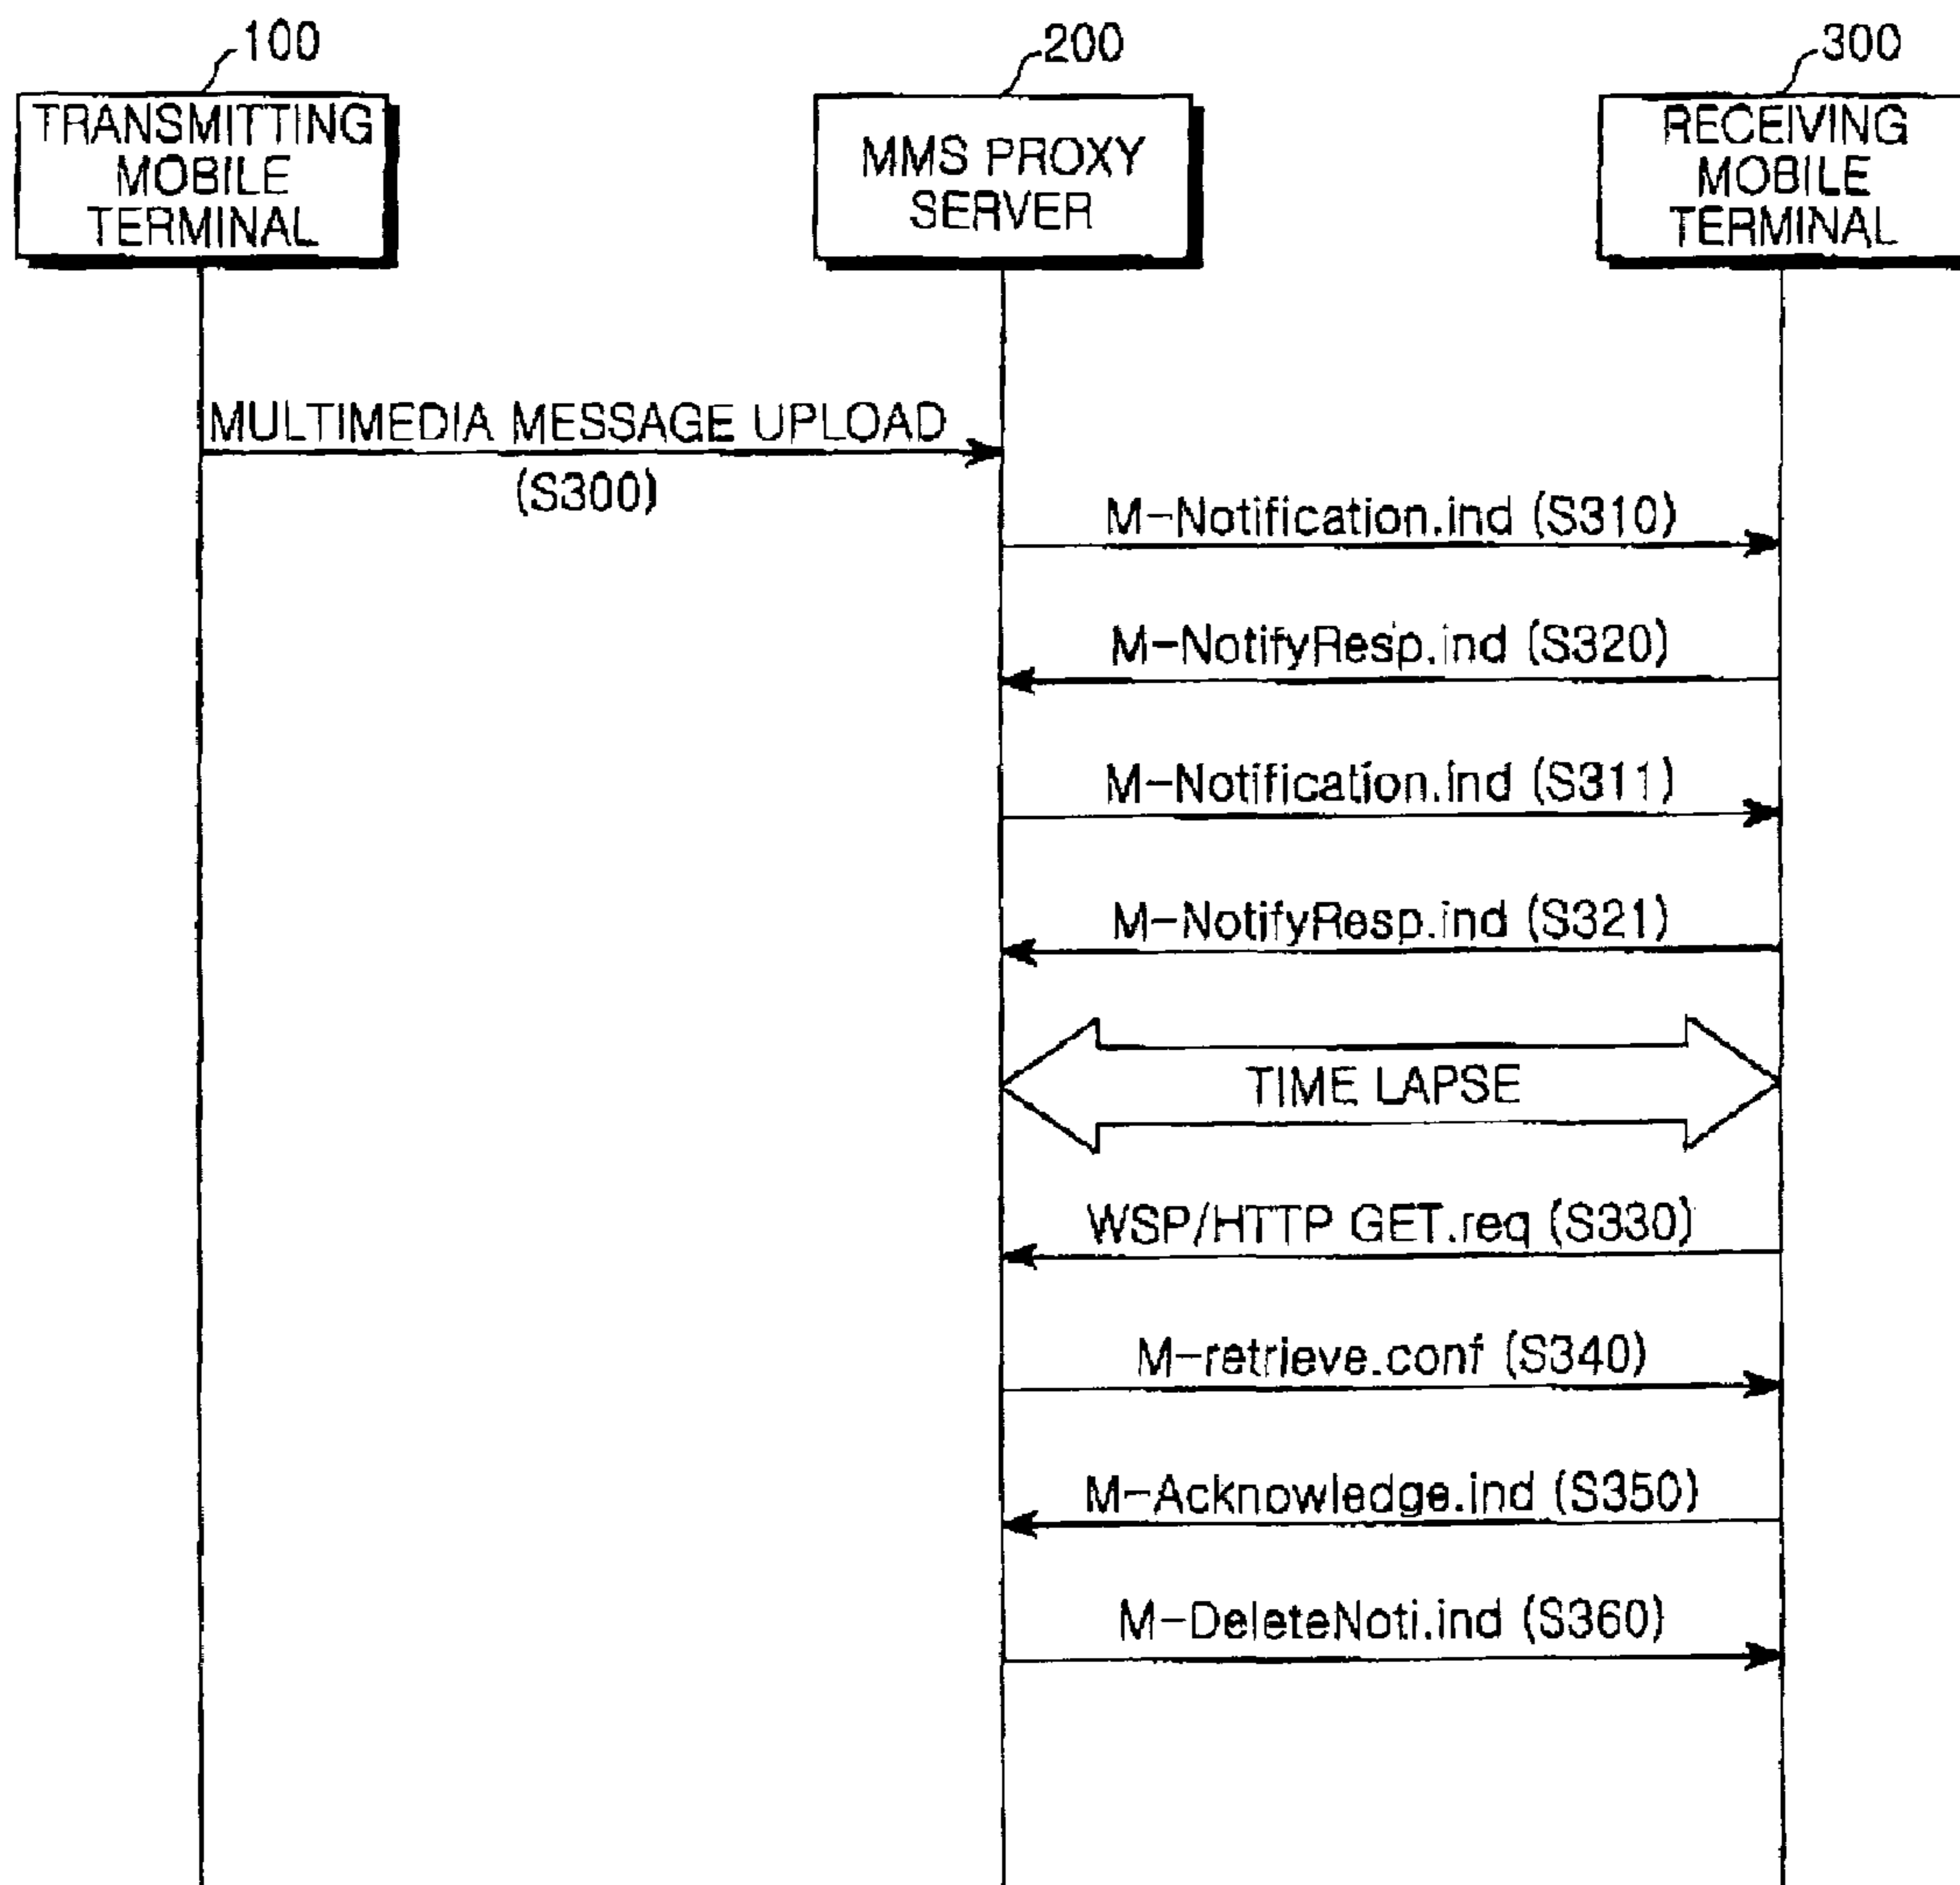 100
200
300
TRANSMITTING
MOBILE
TERMINAL
MMS PROXY
SERVER
RECEIVING
MOBILE
TERMINAL
MULTIMEDIA MESSAGE UPLOAD
(S300)
M-Notification.ind (S310)
M-NotifyResp.ind (S320)
M-Notification.ind (S311)
M-NotifyResp.ind (S321)
TIME LAPSE
WSP/HTTP GET.req (S330)
M-retrieve.conf (S340)
M-Acknowledge.ind (S350)
M-DeleteNoti.ind (S360)